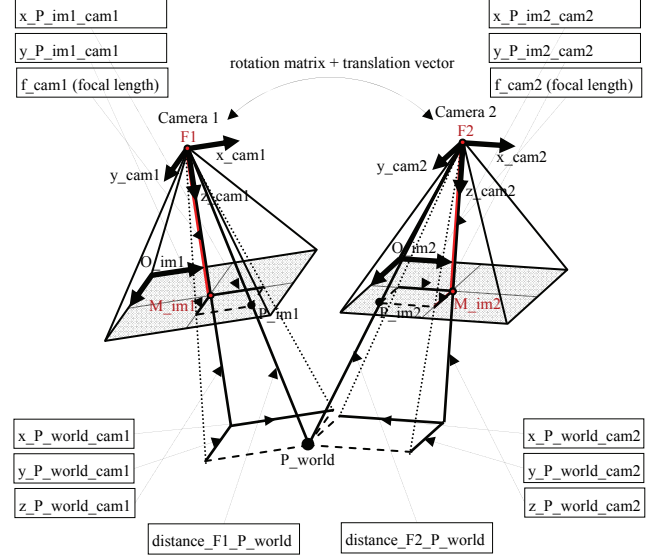 x_P_im1_cam1
x_P_im2_cam2
y_P_im1_cam1
y_P_im2_cam2
f_cam1 (focal length)
f_cam2 (focal length)
rotation matrix + translation vector
Camera 1
Camera 2
F1
F2
x_cam1
x_cam2
y_cam1
y_cam2
z_cam1
z_cam2
O_im1
O_im2
M_im1
M_im2
P_im1
P_im2
x_P_world_cam1
x_P_world_cam2
P_world
y_P_world_cam1
y_P_world_cam2
z_P_world_cam1
z_P_world_cam2
distance_F1_P_world
distance_F2_P_world